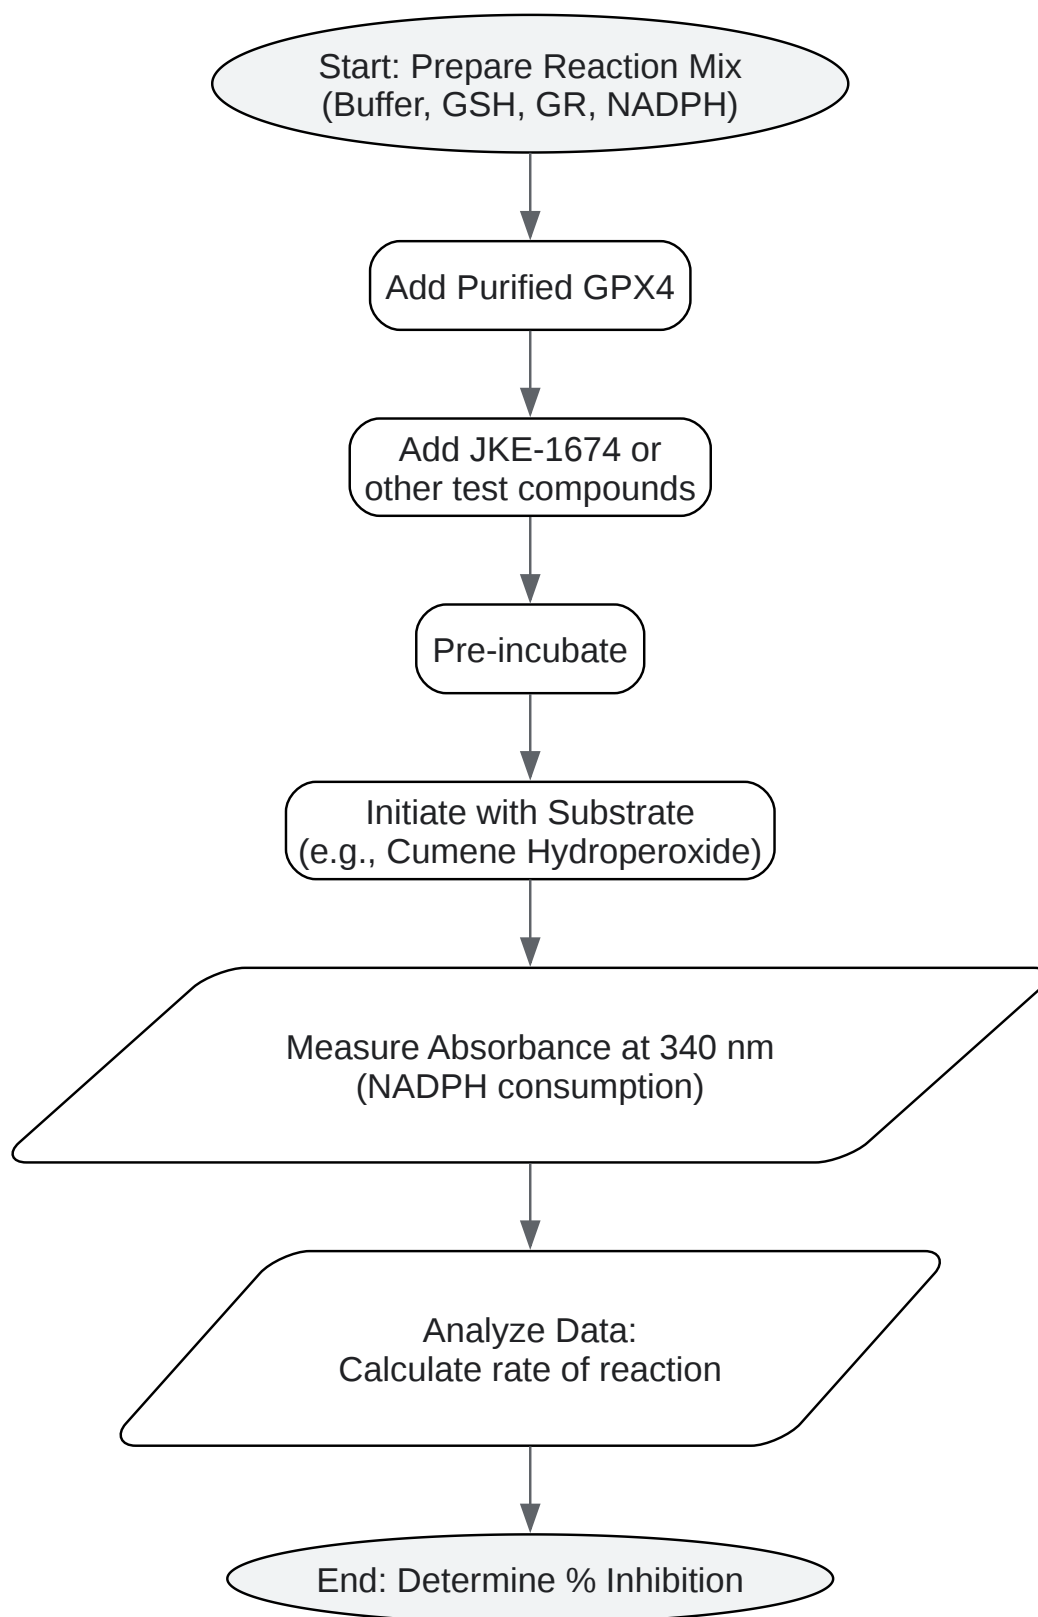 Start: Prepare Reaction Mix
(Buffer, GSH, GR, NADPH)
Add Purified GPX4
Add JKE-1674 or
other test compounds
Pre-incubate
Initiate with Substrate
(e.g., Cumene Hydroperoxide)
Measure Absorbance at 340 nm
(NADPH consumption)
Analyze Data:
Calculate rate of reaction
End: Determine % Inhibition